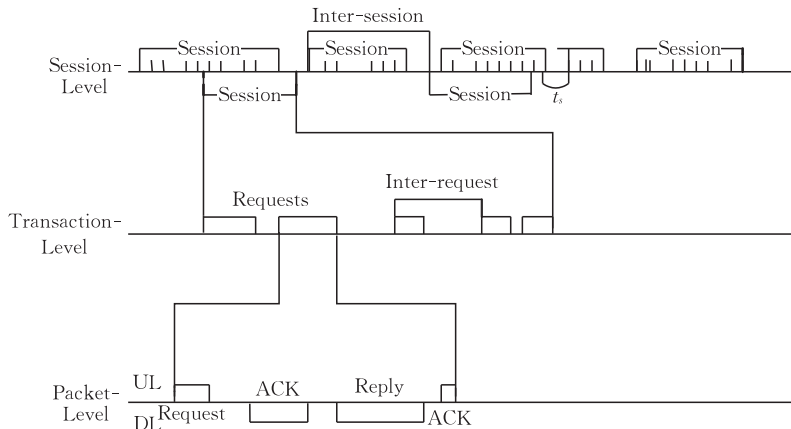 Inter-session
Session Session Session Session
Session-
Level
Session Session t_s
Inter-request
Requests
Transaction-
Level
UL ACK Reply
Packet-
Level
Request ACK
DL